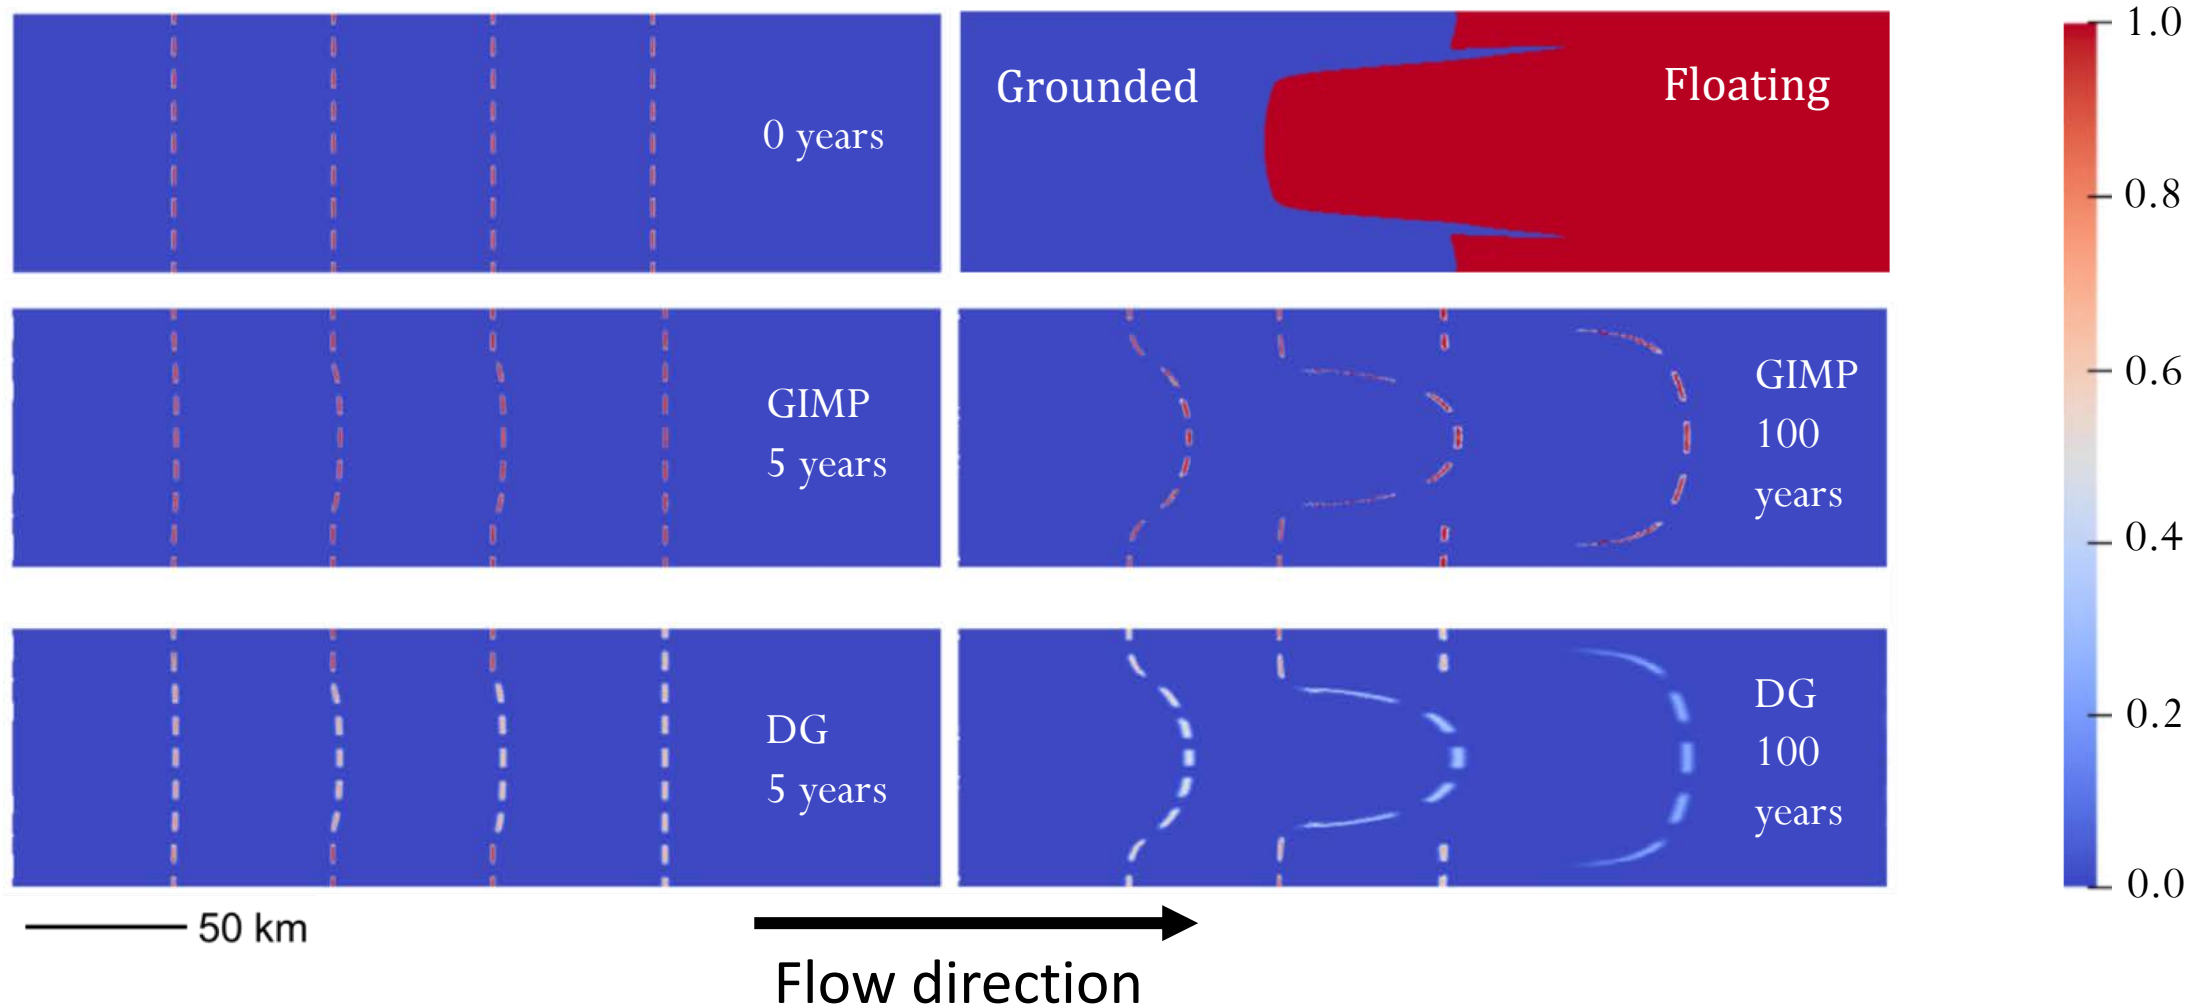 0 years
Grounded
Floating
GIMP
5 years
GIMP
100
years
DG
5 years
DG
100
years
1.0
0.8
0.6
0.4
0.2
0.0
50 km
Flow direction